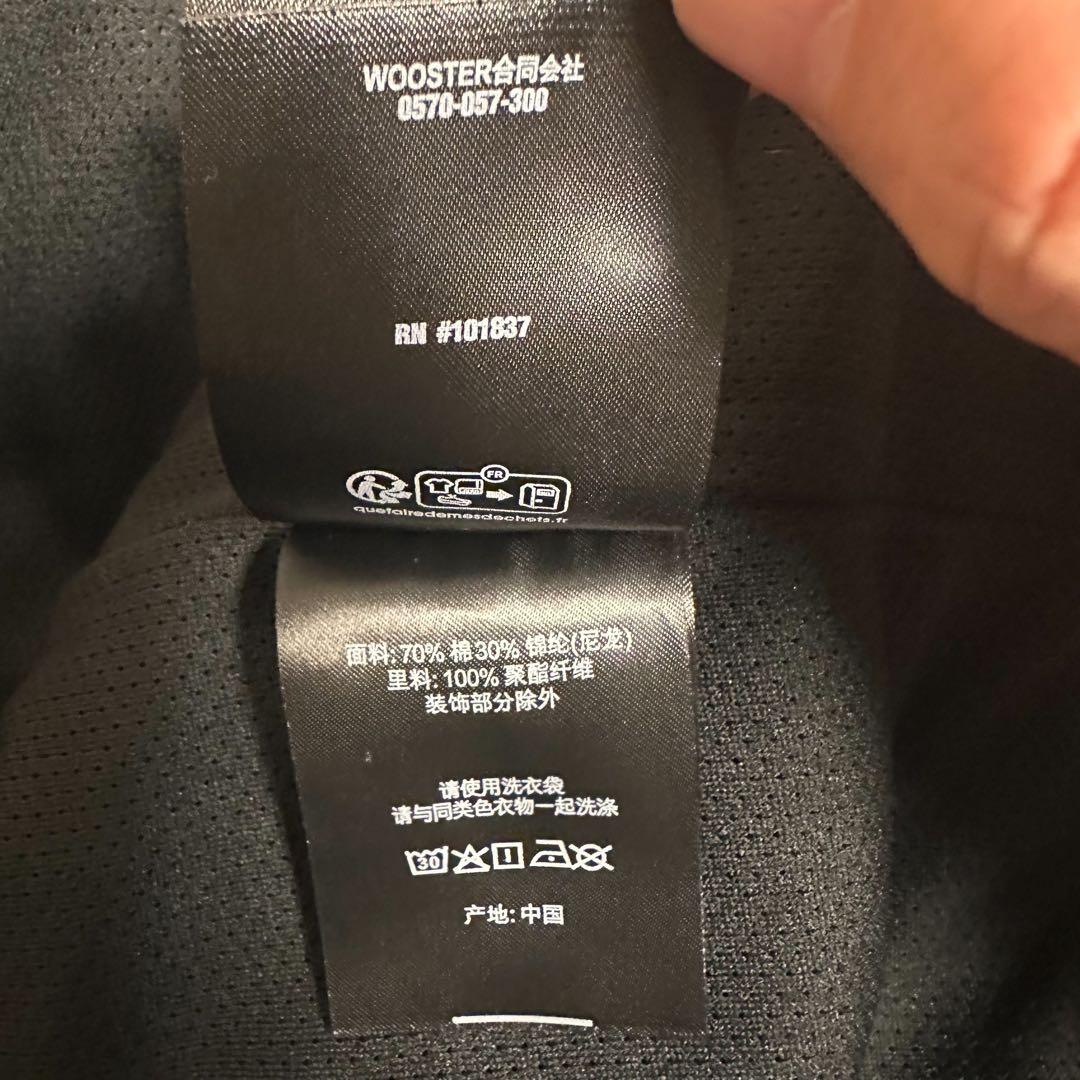 WOOSTER合同会社
0570-057-300
RN #101837
FR
quefairedemesdechets.fr
面料: 70% 棉30% 锦纶(尼龙)
里料: 100% 聚酯纤维
装饰部分除外
请使用洗衣袋
请与同类色衣物一起洗涤
30
产地: 中国